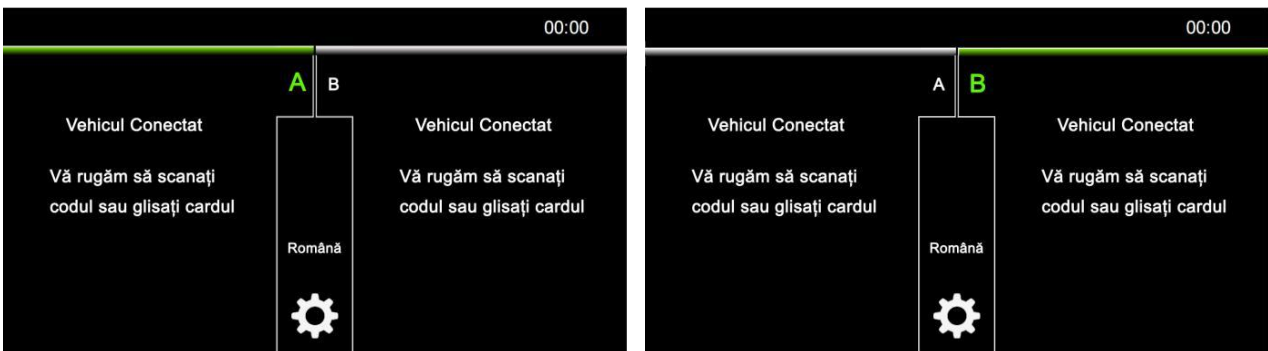 00:00
A B
Vehicul Conectat
Vă rugăm să scanați
codul sau glisați cardul
Vehicul Conectat
Vă rugăm să scanați
codul sau glisați cardul
Română
00:00
A B
Vehicul Conectat
Vă rugăm să scanați
codul sau glisați cardul
Vehicul Conectat
Vă rugăm să scanați
codul sau glisați cardul
Română